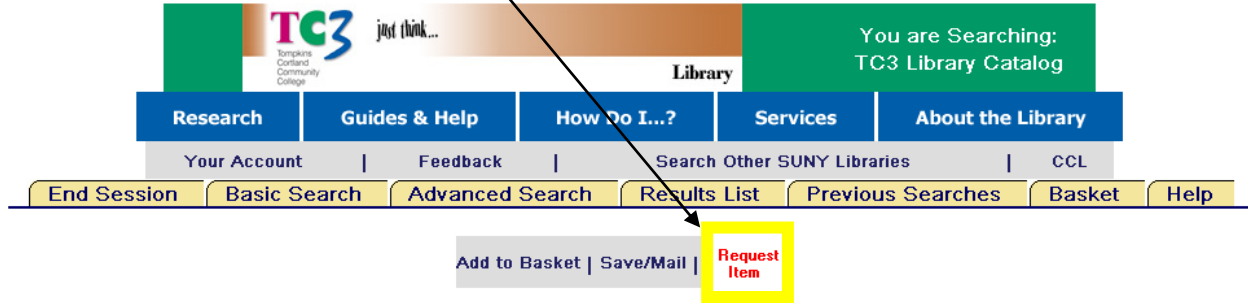 TC3
Tompkins
Cortland
Community
College
just think...
Library
You are Searching:
TC3 Library Catalog
Research Guides & Help How Do I...? Services About the Library
Your Account | Feedback | Search Other SUNY Libraries | CCL
End Session Basic Search Advanced Search Results List Previous Searches Basket Help
Add to Basket | Save/Mail | Request
Item